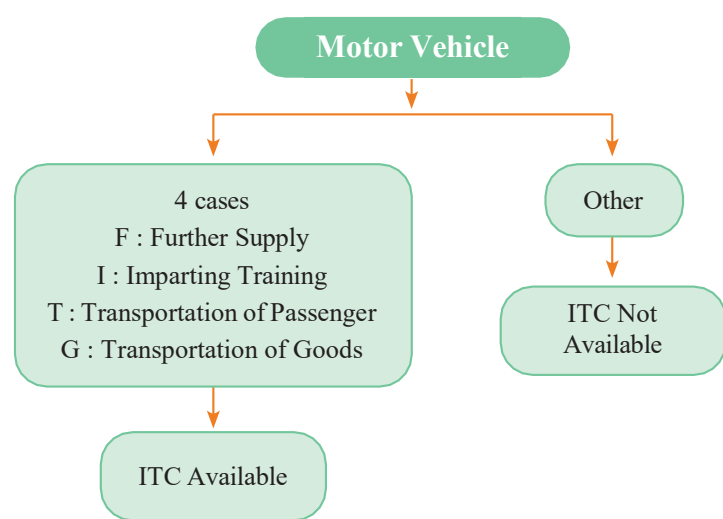 Motor Vehicle
4 cases
F : Further Supply
I : Imparting Training
T : Transportation of Passenger
G : Transportation of Goods
Other
ITC Not
Available
ITC Available